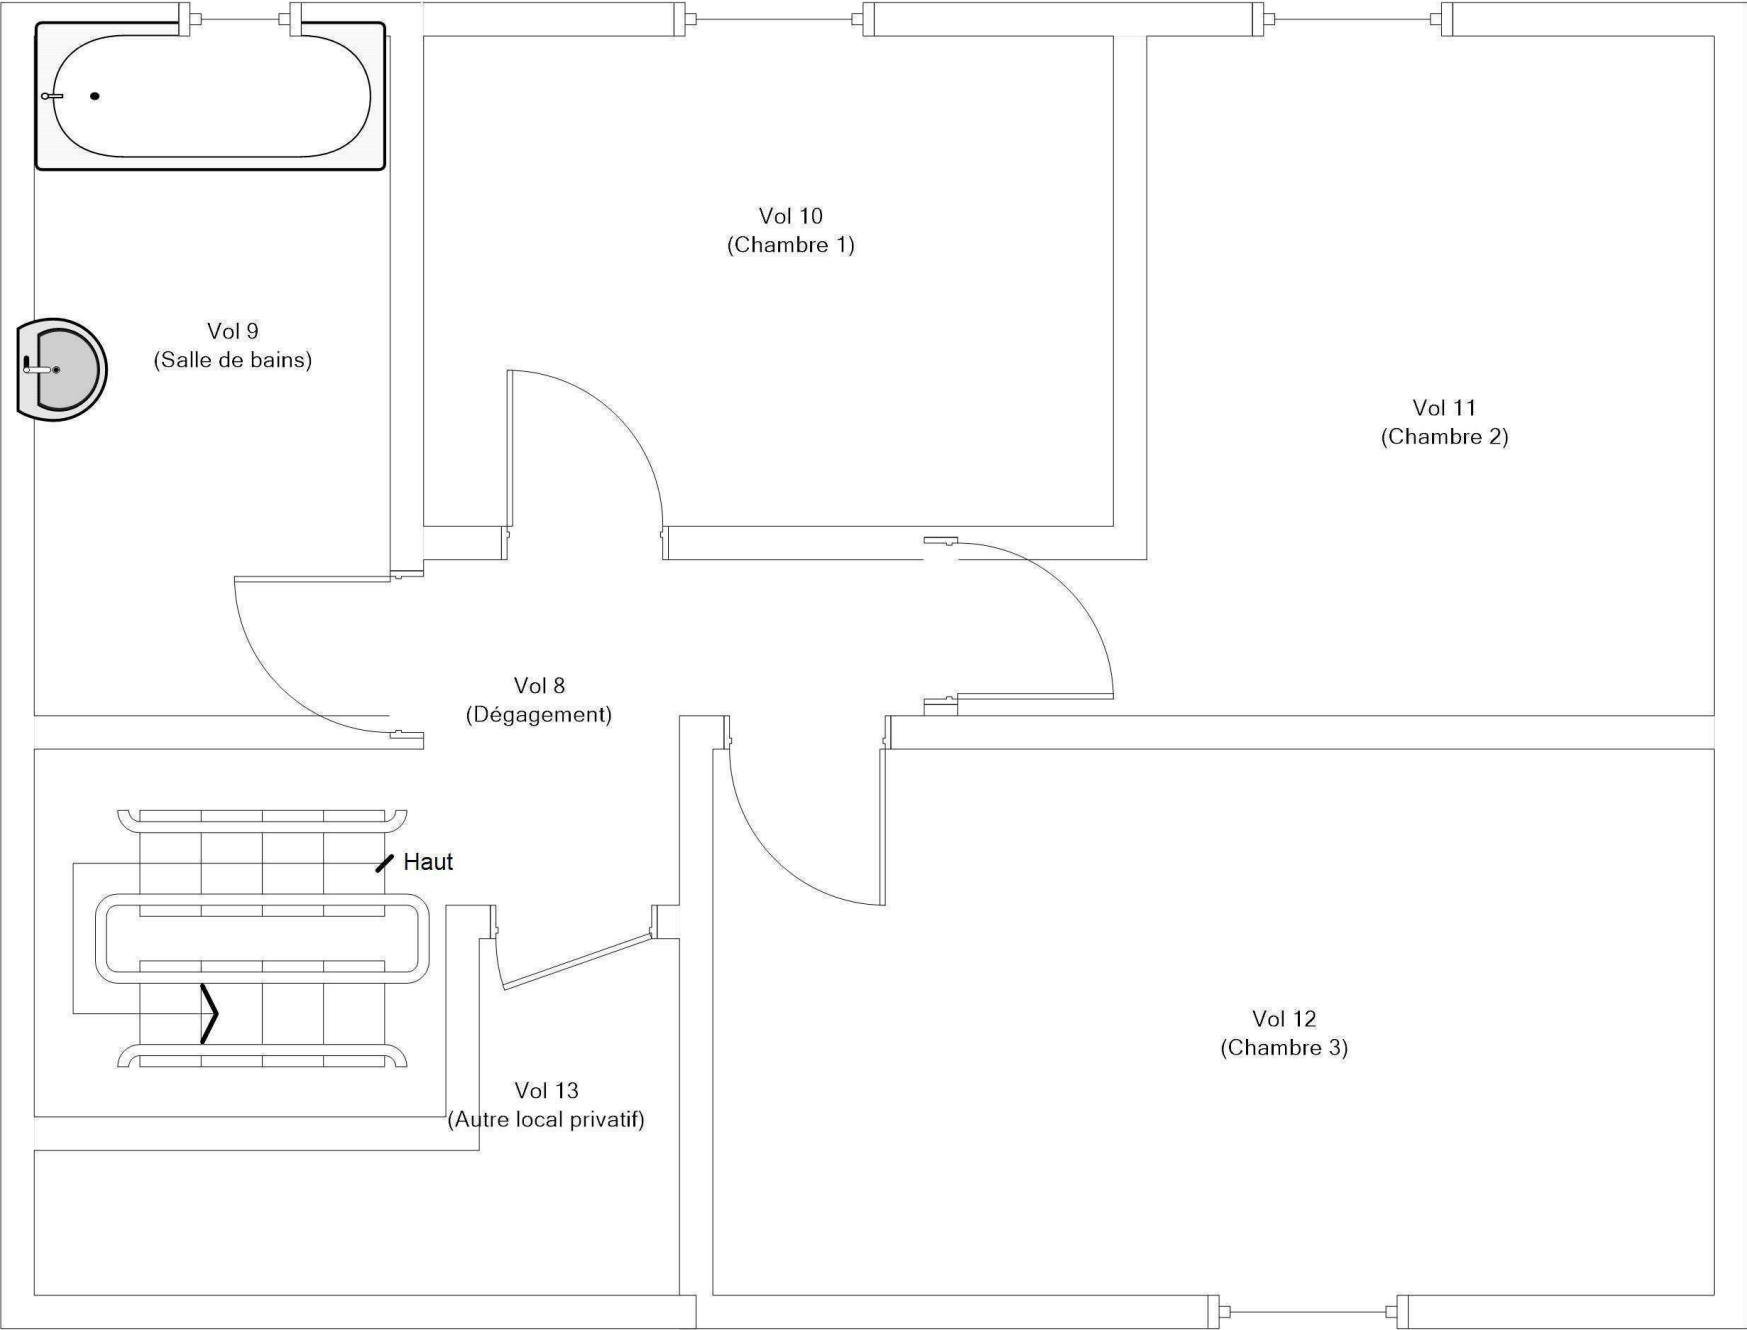 Vol 10
(Chambre 1)
Vol 9
(Salle de bains)
Vol 11
(Chambre 2)
Vol 8
(Dégagement)
Haut
Vol 12
(Chambre 3)
Vol 13
(Autre local privatif)